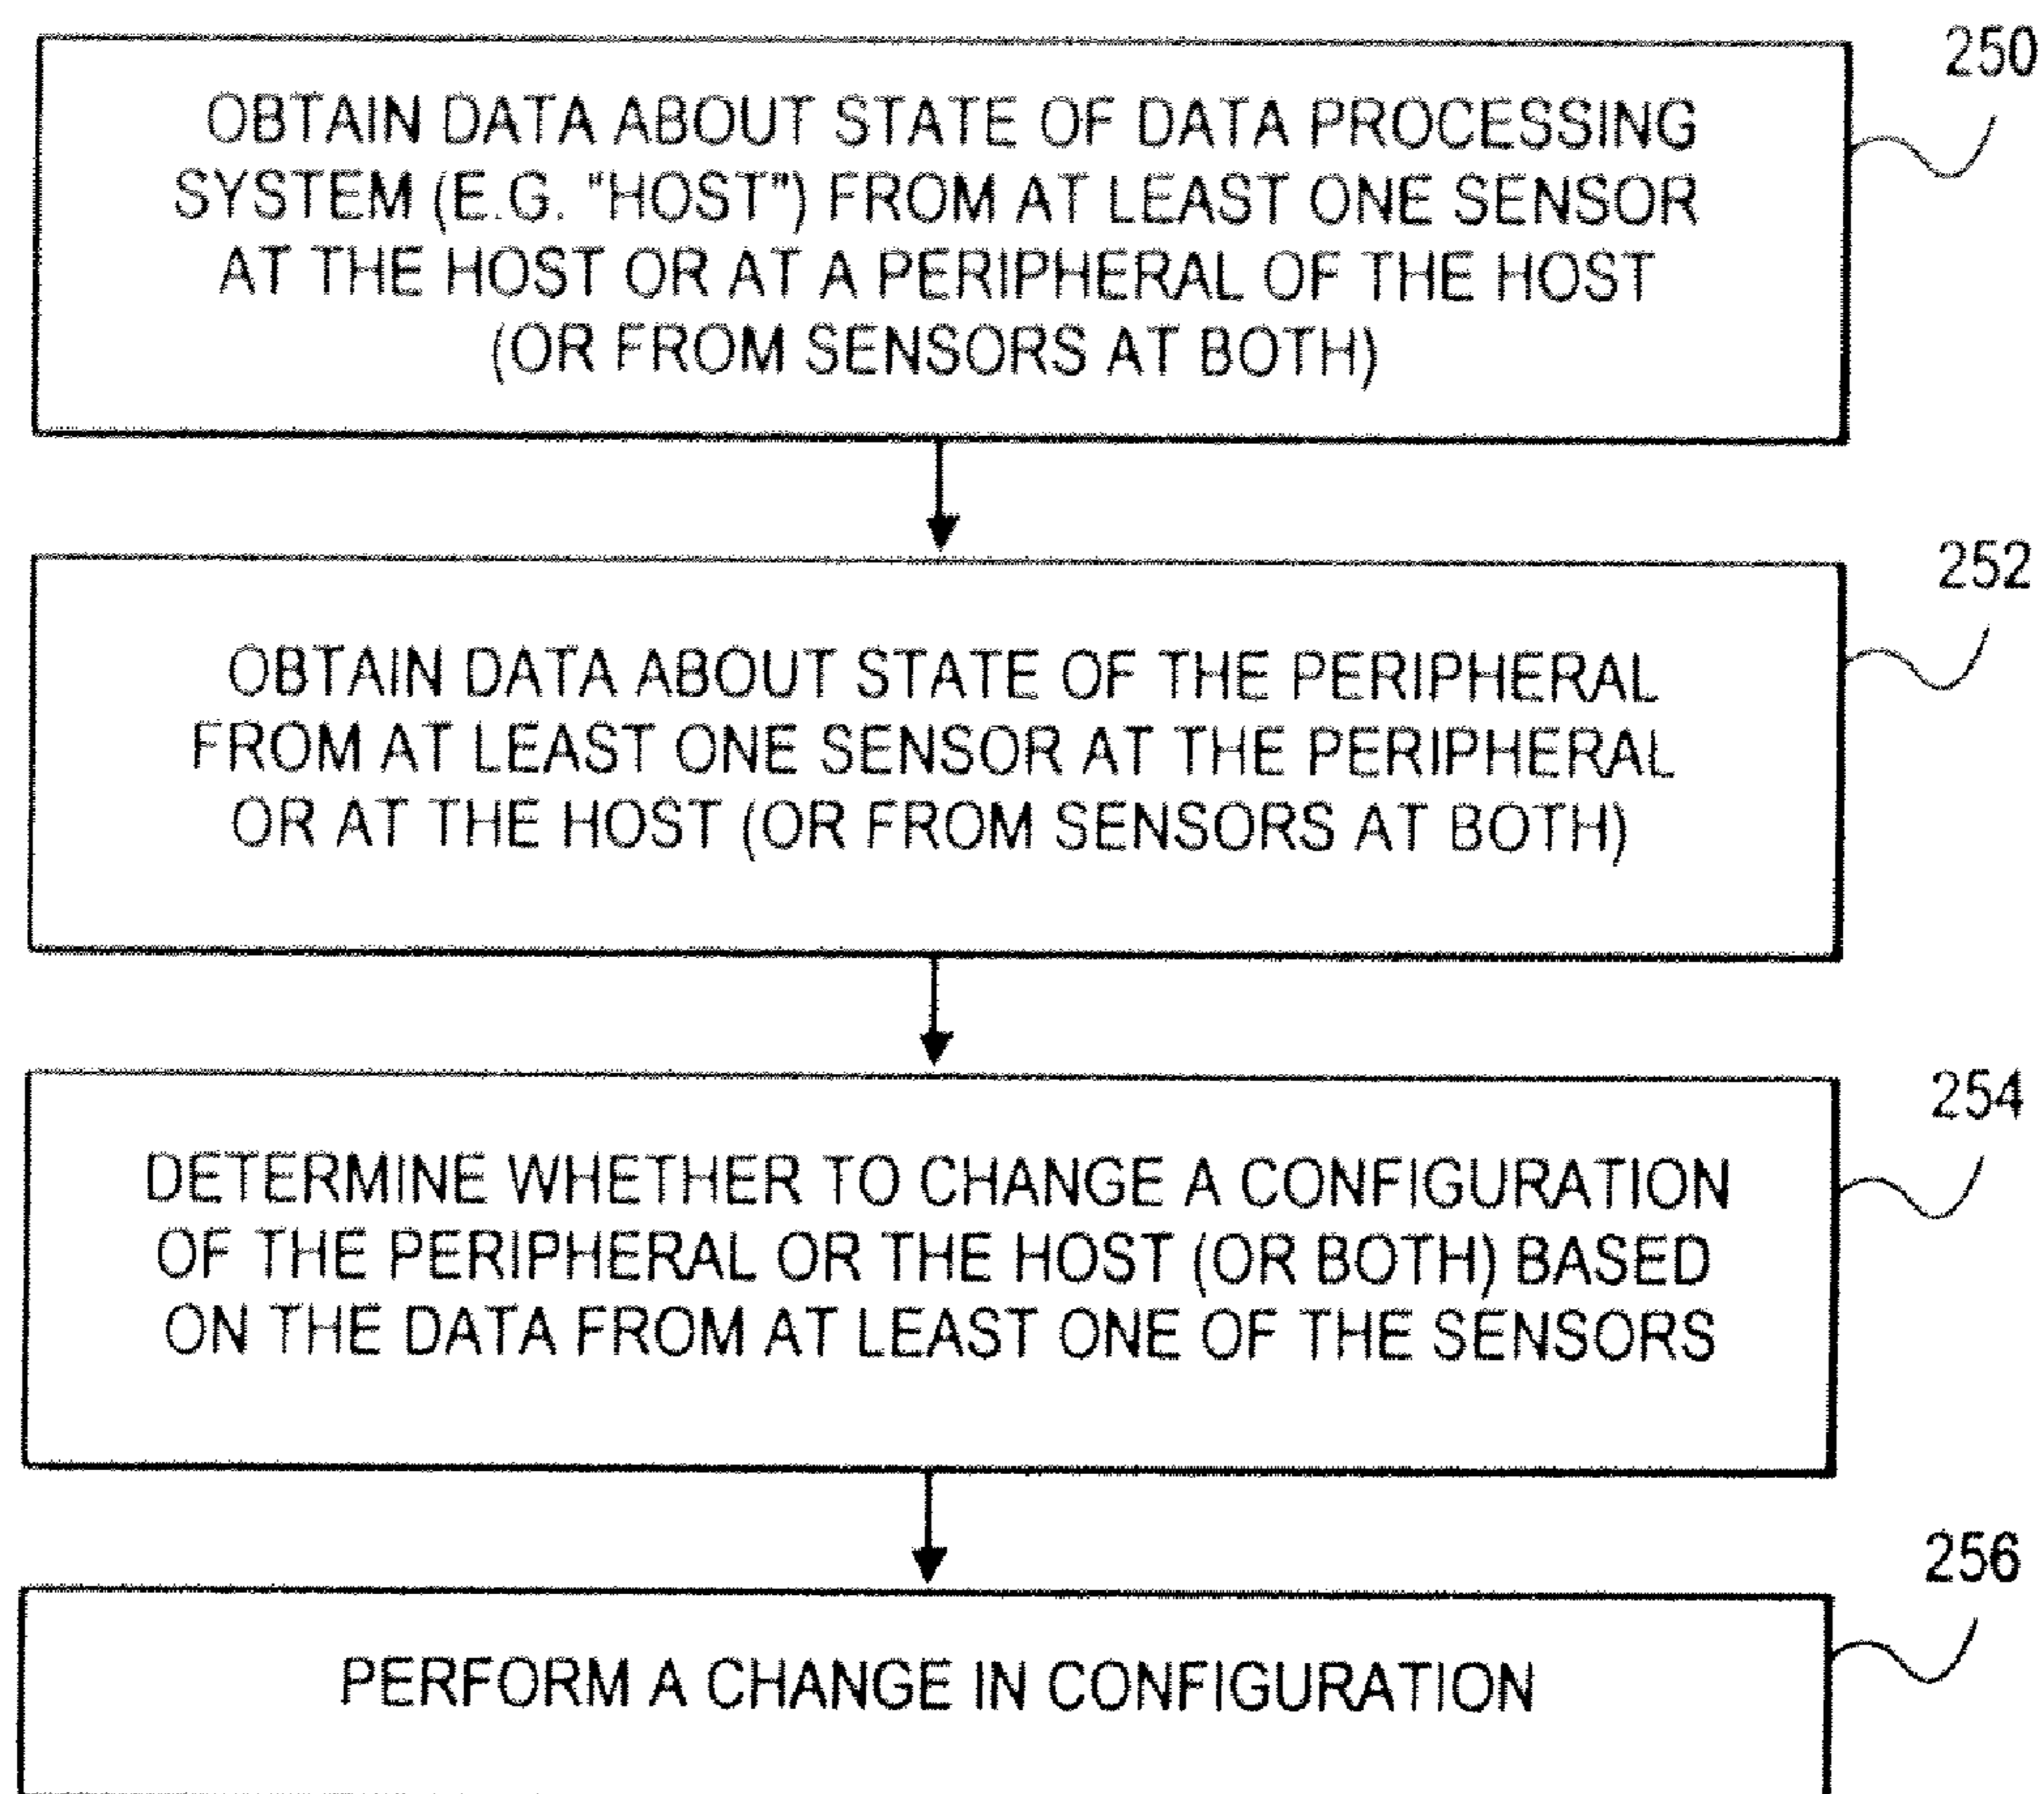 250
OBTAIN DATA ABOUT STATE OF DATA PROCESSING
SYSTEM (E.G. "HOST") FROM AT LEAST ONE SENSOR
AT THE HOST OR AT A PERIPHERAL OF THE HOST
(OR FROM SENSORS AT BOTH)
252
OBTAIN DATA ABOUT STATE OF THE PERIPHERAL
FROM AT LEAST ONE SENSOR AT THE PERIPHERAL
OR AT THE HOST (OR FROM SENSORS AT BOTH)
254
DETERMINE WHETHER TO CHANGE A CONFIGURATION
OF THE PERIPHERAL OR THE HOST (OR BOTH) BASED
ON THE DATA FROM AT LEAST ONE OF THE SENSORS
256
PERFORM A CHANGE IN CONFIGURATION